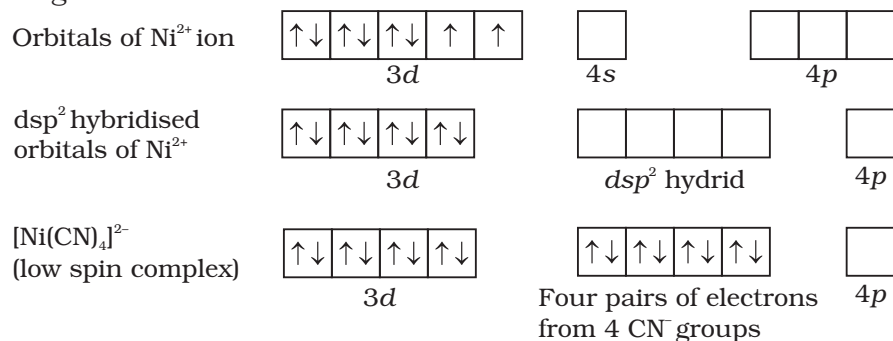 Orbitals of Ni²⁺ ion
↑↓ ↑↓ ↑↓ ↑ ↑
3d
4s
4p
dsp² hybridised
orbitals of Ni²⁺
↑↓ ↑↓ ↑↓ ↑↓
3d
dsp² hydrid
4p
[Ni(CN)₄]²⁻
(low spin complex)
↑↓ ↑↓ ↑↓ ↑↓
3d
↑↓ ↑↓ ↑↓ ↑↓
Four pairs of electrons
from 4 CN⁻ groups
4p